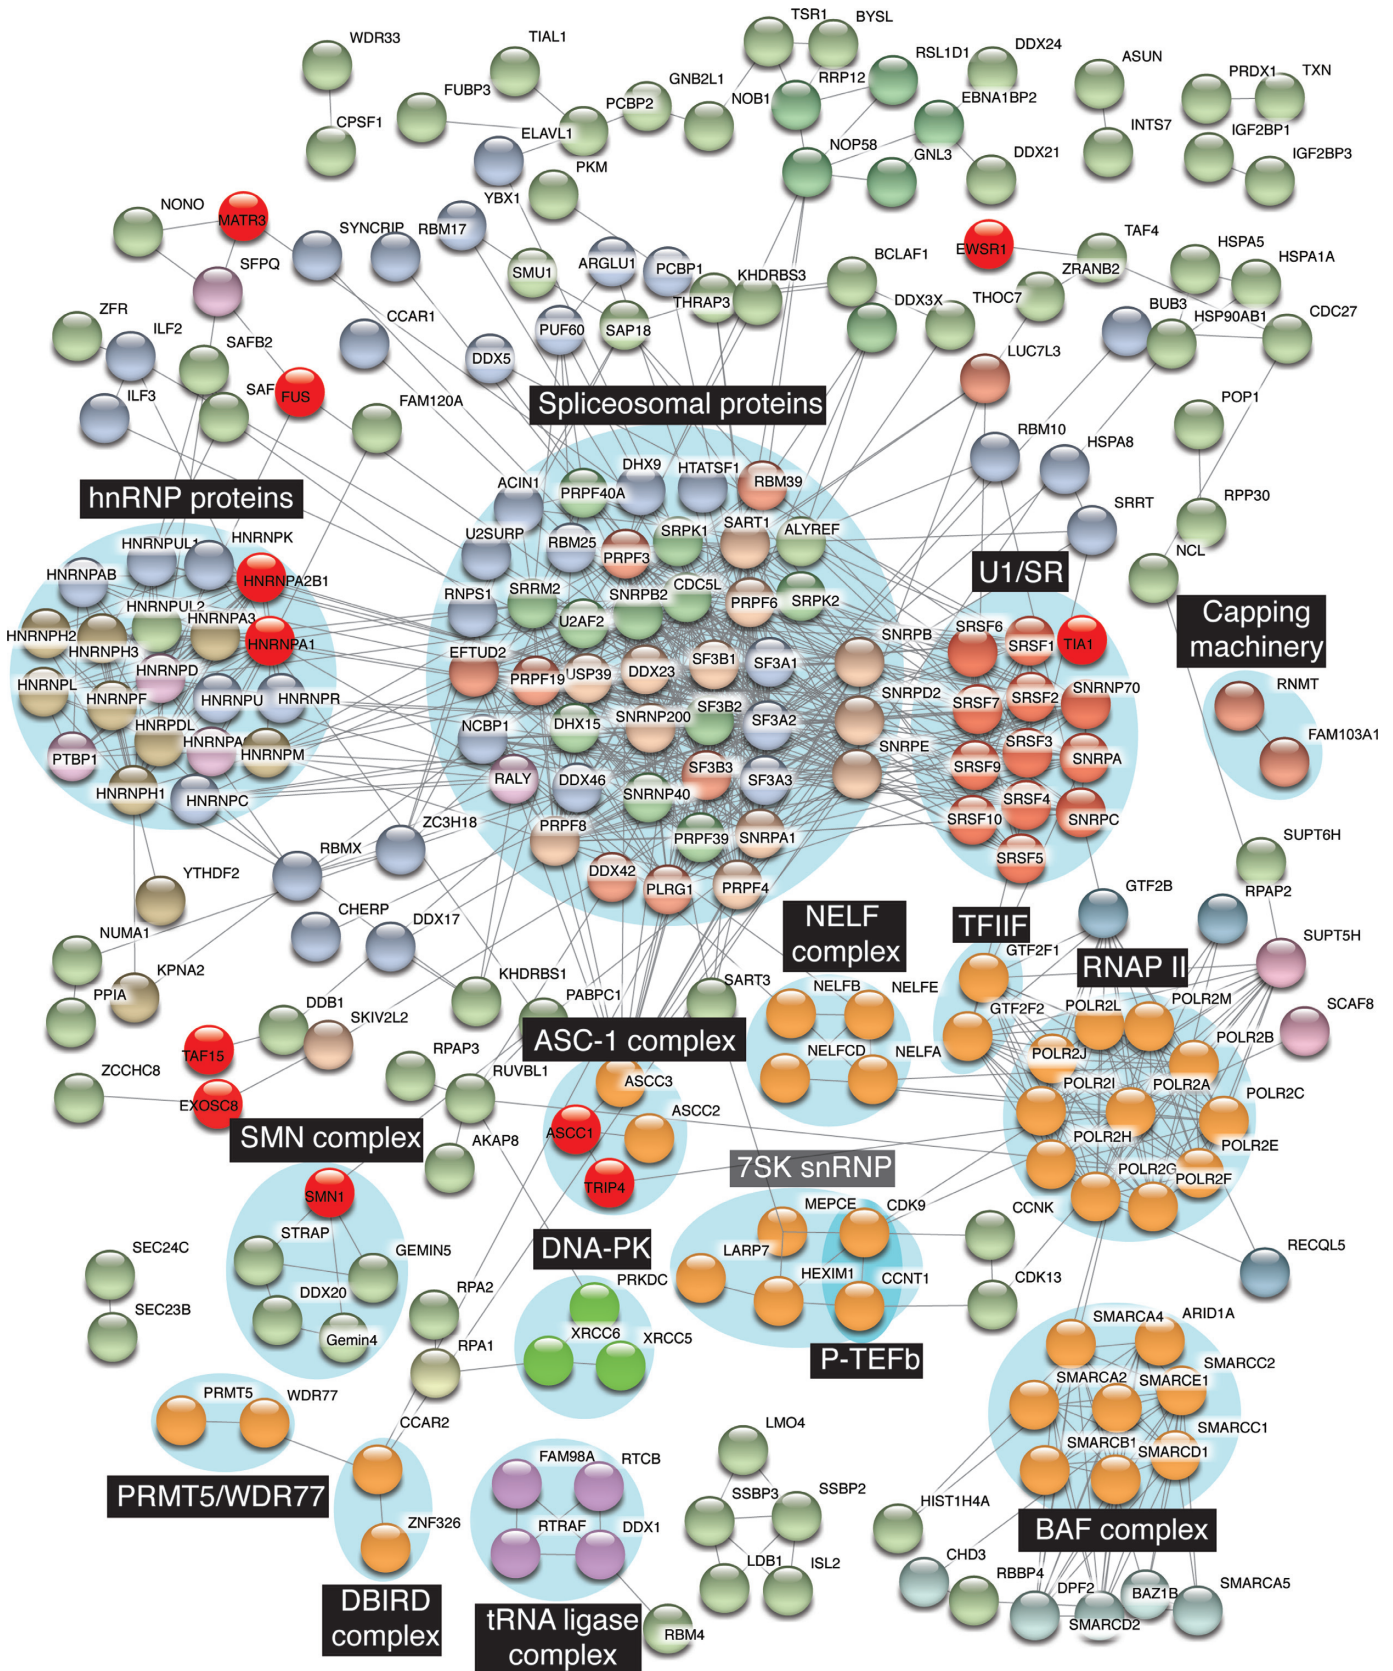 TSR1
BYSL
WDR33
TIAL1
RSL1D1
DDX24
GNB2L1
RRP12
ASUN
PRDX1
TXN
FUBP3
PCBP2
NOB1
EBNA1BP2
CPSF1
ELAVL1
INTS7
IGF2BP1
NOP58
GNL3
IGF2BP3
PKM
DDX21
YBX1
NONO
MATR3
SYNCRIP
RBM17
EWSR1
TAF4
HSPA5
SFPQ
SMU1
ARGLU1
PCBP1
KHDRBS3
BCLAF1
ZRANB2
HSPA1A
THRAP3
DDX3X
THOC7
BUB3
ZFR
ILF2
CCAR1
PUF60
SAP18
HSP90AB1
CDC27
SAFB2
DDX5
LUC7L3
ILF3
SAF
FUS
FAM120A
Spliceosomal proteins
POP1
RBM10
HSPA8
hnRNP proteins
ACIN1
PRPF40A
DHX9
HTATSF1
RBM39
SRRT
RPP30
HNRNPUL1
HNRNPK
U2SURP
RBM25
PRPF3
SRPK1
SART1
ALYREF
NCL
HNRNPAB
HNRNPA2B1
U1/SR
RNPS1
SRRM2
SNRPB2
CDC5L
PRPF6
SRPK2
HNRNPUL2
HNRNPA3
Capping
machinery
HNRNPH2
HNRNPH3
HNRNPA1
U2AF2
SNRPB
SRSF6
SRSF1
TIA1
HNRNPD
EFTUD2
PRPF19
USP39
DDX23
SF3B1
SF3A1
HNRNPL
HNRNPF
HNRNPU
HNRNPR
SNRPD2
SRSF7
SRSF2
SNRNP70
RNMT
HNRPDL
HNRNPA
NCBP1
DHX15
SNRNP200
SF3B2
SF3A2
FAM103A1
PTBP1
HNRNPM
SNRPE
SRSF9
SRSF3
SNRPA
HNRNPH1
HNRNPC
RALY
DDX46
SNRNP40
SF3B3
SF3A3
SRSF10
SRSF4
SNRPC
ZC3H18
PRPF8
PRPF39
SNRPA1
SRSF5
RBMX
DDX42
PLRG1
PRPF4
SUPT6H
YTHDF2
GTF2B
RPAP2
CHERP
DDX17
NELF
complex
TFIIF
NUMA1
SUPT5H
KPNA2
KHDRBS1
SART3
GTF2F1
RNAP II
PPIA
DDB1
PABPC1
NELFB
NELFE
POLR2L
POLR2M
SCAF8
SKIV2L2
GTF2F2
POLR2B
TAF15
RPAP3
RUVBL1
ASC-1 complex
NELFCD
NELFA
POLR2J
ZCCHC8
ASCC3
POLR2I
POLR2A
POLR2C
EXOSC8
ASCC2
SMN complex
AKAP8
ASCC1
POLR2H
POLR2E
7SK snRNP
POLR2G
POLR2F
SMN1
TRIP4
MEPCE
CDK9
CCNK
STRAP
DNA-PK
SEC24C
GEMIN5
LARP7
HEXIM1
CCNT1
RECQL5
DDX20
RPA2
PRKDC
CDK13
SEC23B
Gemin4
XRCC6
XRCC5
SMARCA4
ARID1A
RPA1
P-TEFb
SMARCC2
PRMT5
WDR77
SMARCA2
SMARCE1
CCAR2
LMO4
SMARCC1
FAM98A
RTCB
SMARCB1
SMARCD1
PRMT5/WDR77
SSBP3
SSBP2
HIST1H4A
ZNF326
RTRAF
DDX1
BAF complex
LDB1
ISL2
CHD3
RBBP4
DPF2
BAZ1B
SMARCA5
DBIRD
complex
tRNA ligase
complex
RBM4
SMARCD2